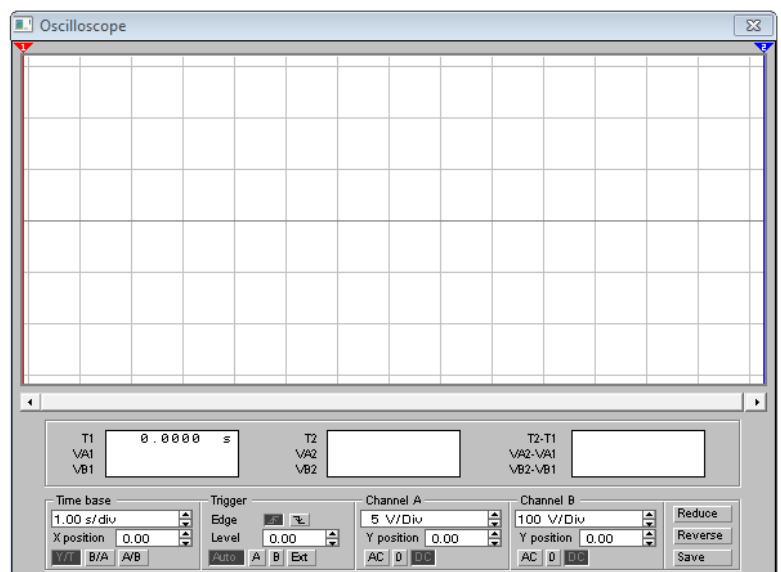 Oscilloscope
1 2
T1 0.0000 s T2 T2-T1
VA1 VA2 VA2-VA1
VB1 VB2 VB2-VB1
Time base Trigger Channel A Channel B
1.00 s/div Edge 5 V/Div 100 V/Div Reduce
X position 0.00 Level 0.00 Y position 0.00 Y position 0.00 Reverse
Y/T B/A A/B Auto A B Ext AC 0 DC AC 0 DC Save